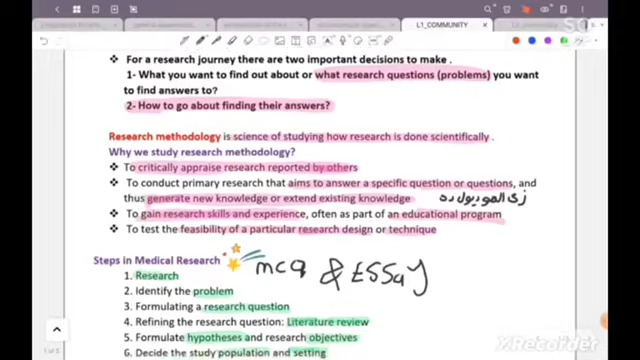 L1_COMMUNITY
For a research journey there are two important decisions to make .
1- What you want to find out about or what research questions (problems) you want
to find answers to?
2- How to go about finding their answers?
Research methodology is science of studying how research is done scientifically .
Why we study research methodology?
To critically appraise research reported by others
To conduct primary research that aims to answer a specific question or questions, and
thus generate new knowledge or extend existing knowledge زى الموديول ده
To gain research skills and experience, often as part of an educational program
To test the feasibility of a particular research design or technique
Steps in Medical Research
mcq & ESSay
1. Research
2. Identify the problem
3. Formulating a research question
4. Refining the research question: Literature review
5. Formulate hypotheses and research objectives
6. Decide the study population and setting
XRecorder